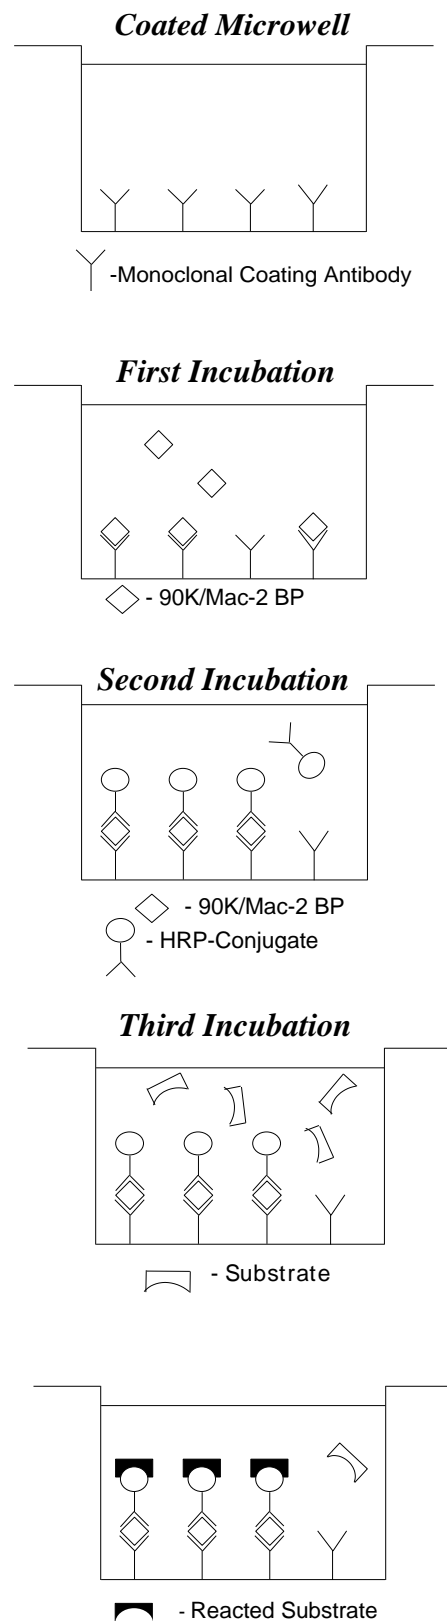 Coated Microwell
-Monoclonal Coating Antibody
First Incubation
- 90K/Mac-2 BP
Second Incubation
- 90K/Mac-2 BP
- HRP-Conjugate
Third Incubation
- Substrate
- Reacted Substrate